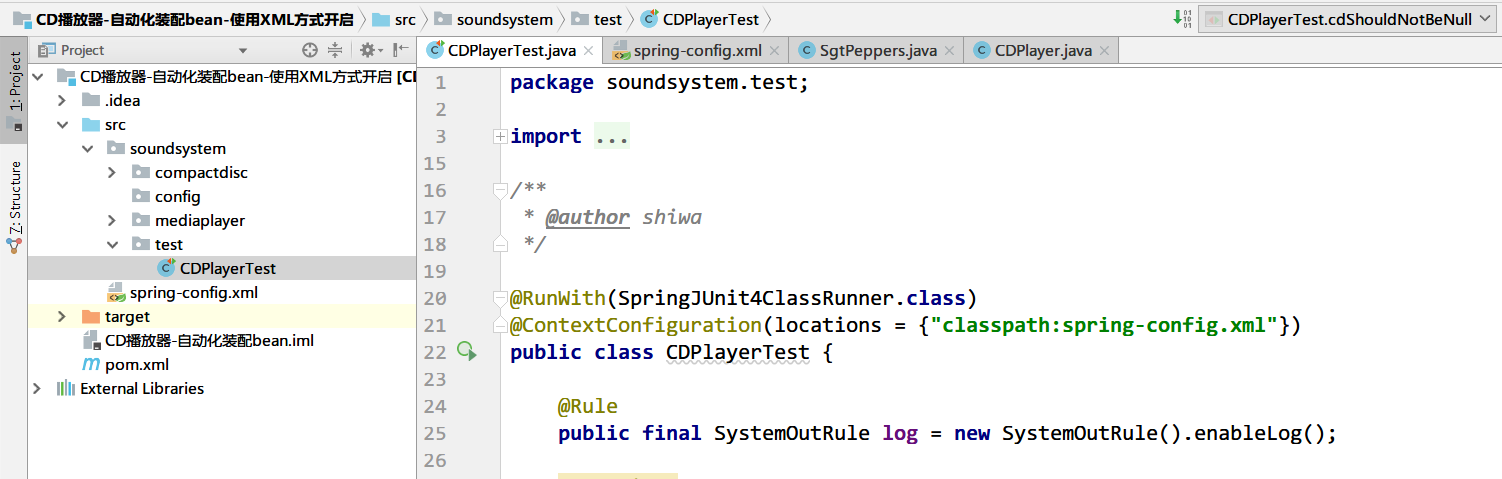 CD播放器-自动化装配bean-使用XML方式开启 src soundsystem test CDPlayerTest CDPlayerTest.cdShouldNotBeNull
1: Project
7: Structure
Project
CD播放器-自动化装配bean-使用XML方式开启 [CD
.idea
src
soundsystem
compactdisc
config
mediaplayer
test
CDPlayerTest
spring-config.xml
target
CD播放器-自动化装配bean.iml
pom.xml
External Libraries
CDPlayerTest.java spring-config.xml SgtPeppers.java CDPlayer.java
1 package soundsystem.test;
2
3 import ...
15
16 /**
17 * @author shiwa
18 */
19
20 @RunWith(SpringJUnit4ClassRunner.class)
21 @ContextConfiguration(locations = {"classpath:spring-config.xml"})
22 public class CDPlayerTest {
23
24 @Rule
25 public final SystemOutRule log = new SystemOutRule().enableLog();
26